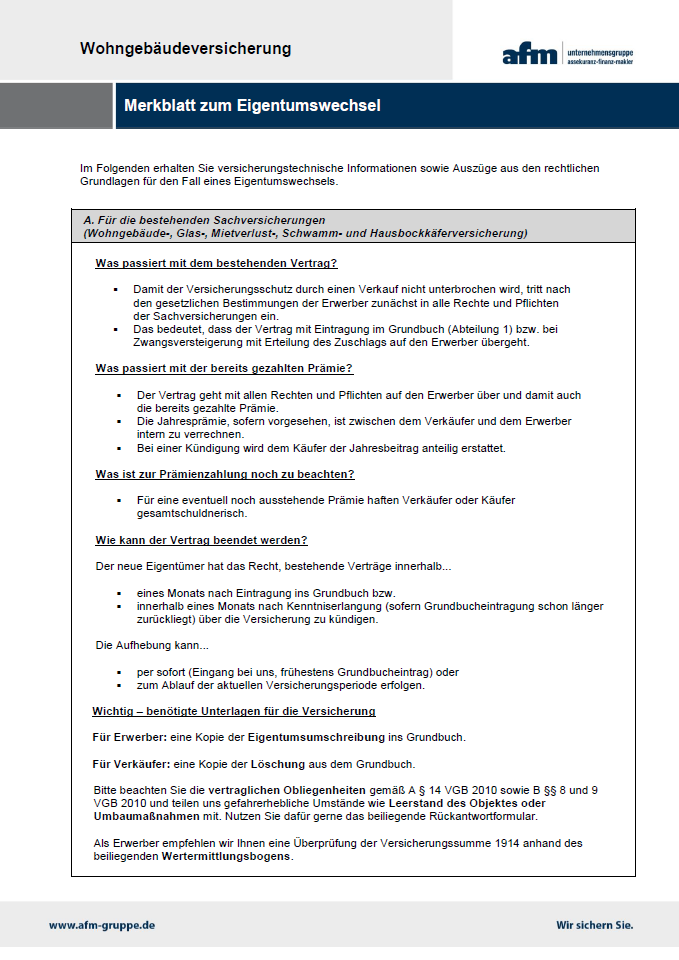 Wohngebäudeversicherung
afm unternehmensgruppe
assekuranz-finanz-makler
Merkblatt zum Eigentumswechsel
Im Folgenden erhalten Sie versicherungstechnische Informationen sowie Auszüge aus den rechtlichen
Grundlagen für den Fall eines Eigentumswechsels.
A. Für die bestehenden Sachversicherungen
(Wohngebäude-, Glas-, Mietverlust-, Schwamm- und Hausbockkäferversicherung)
Was passiert mit dem bestehenden Vertrag?
▪ Damit der Versicherungsschutz durch einen Verkauf nicht unterbrochen wird, tritt nach
den gesetzlichen Bestimmungen der Erwerber zunächst in alle Rechte und Pflichten
der Sachversicherungen ein.
▪ Das bedeutet, dass der Vertrag mit Eintragung im Grundbuch (Abteilung 1) bzw. bei
Zwangsversteigerung mit Erteilung des Zuschlags auf den Erwerber übergeht.
Was passiert mit der bereits gezahlten Prämie?
▪ Der Vertrag geht mit allen Rechten und Pflichten auf den Erwerber über und damit auch
die bereits gezahlte Prämie.
▪ Die Jahresprämie, sofern vorgesehen, ist zwischen dem Verkäufer und dem Erwerber
intern zu verrechnen.
▪ Bei einer Kündigung wird dem Käufer der Jahresbeitrag anteilig erstattet.
Was ist zur Prämienzahlung noch zu beachten?
▪ Für eine eventuell noch ausstehende Prämie haften Verkäufer oder Käufer
gesamtschuldnerisch.
Wie kann der Vertrag beendet werden?
Der neue Eigentümer hat das Recht, bestehende Verträge innerhalb...
▪ eines Monats nach Eintragung ins Grundbuch bzw.
▪ innerhalb eines Monats nach Kenntniserlangung (sofern Grundbucheintragung schon länger
zurückliegt) über die Versicherung zu kündigen.
Die Aufhebung kann...
▪ per sofort (Eingang bei uns, frühestens Grundbucheintrag) oder
▪ zum Ablauf der aktuellen Versicherungsperiode erfolgen.
Wichtig – benötigte Unterlagen für die Versicherung
Für Erwerber: eine Kopie der Eigentumsumschreibung ins Grundbuch.
Für Verkäufer: eine Kopie der Löschung aus dem Grundbuch.
Bitte beachten Sie die vertraglichen Obliegenheiten gemäß A § 14 VGB 2010 sowie B §§ 8 und 9
VGB 2010 und teilen uns gefahrerhebliche Umstände wie Leerstand des Objektes oder
Umbaumaßnahmen mit. Nutzen Sie dafür gerne das beiliegende Rückantwortformular.
Als Erwerber empfehlen wir Ihnen eine Überprüfung der Versicherungssumme 1914 anhand des
beiliegenden Wertermittlungsbogens.
www.afm-gruppe.de
Wir sichern Sie.